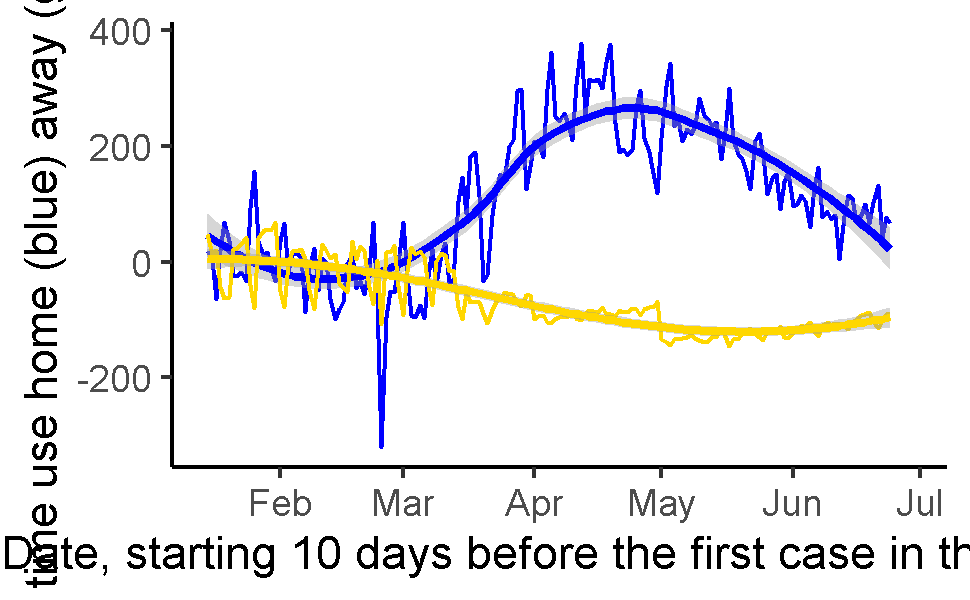 time use home (blue) away (
400
200
0
-200
Feb Mar Apr May Jun Jul
Date, starting 10 days before the first case in th